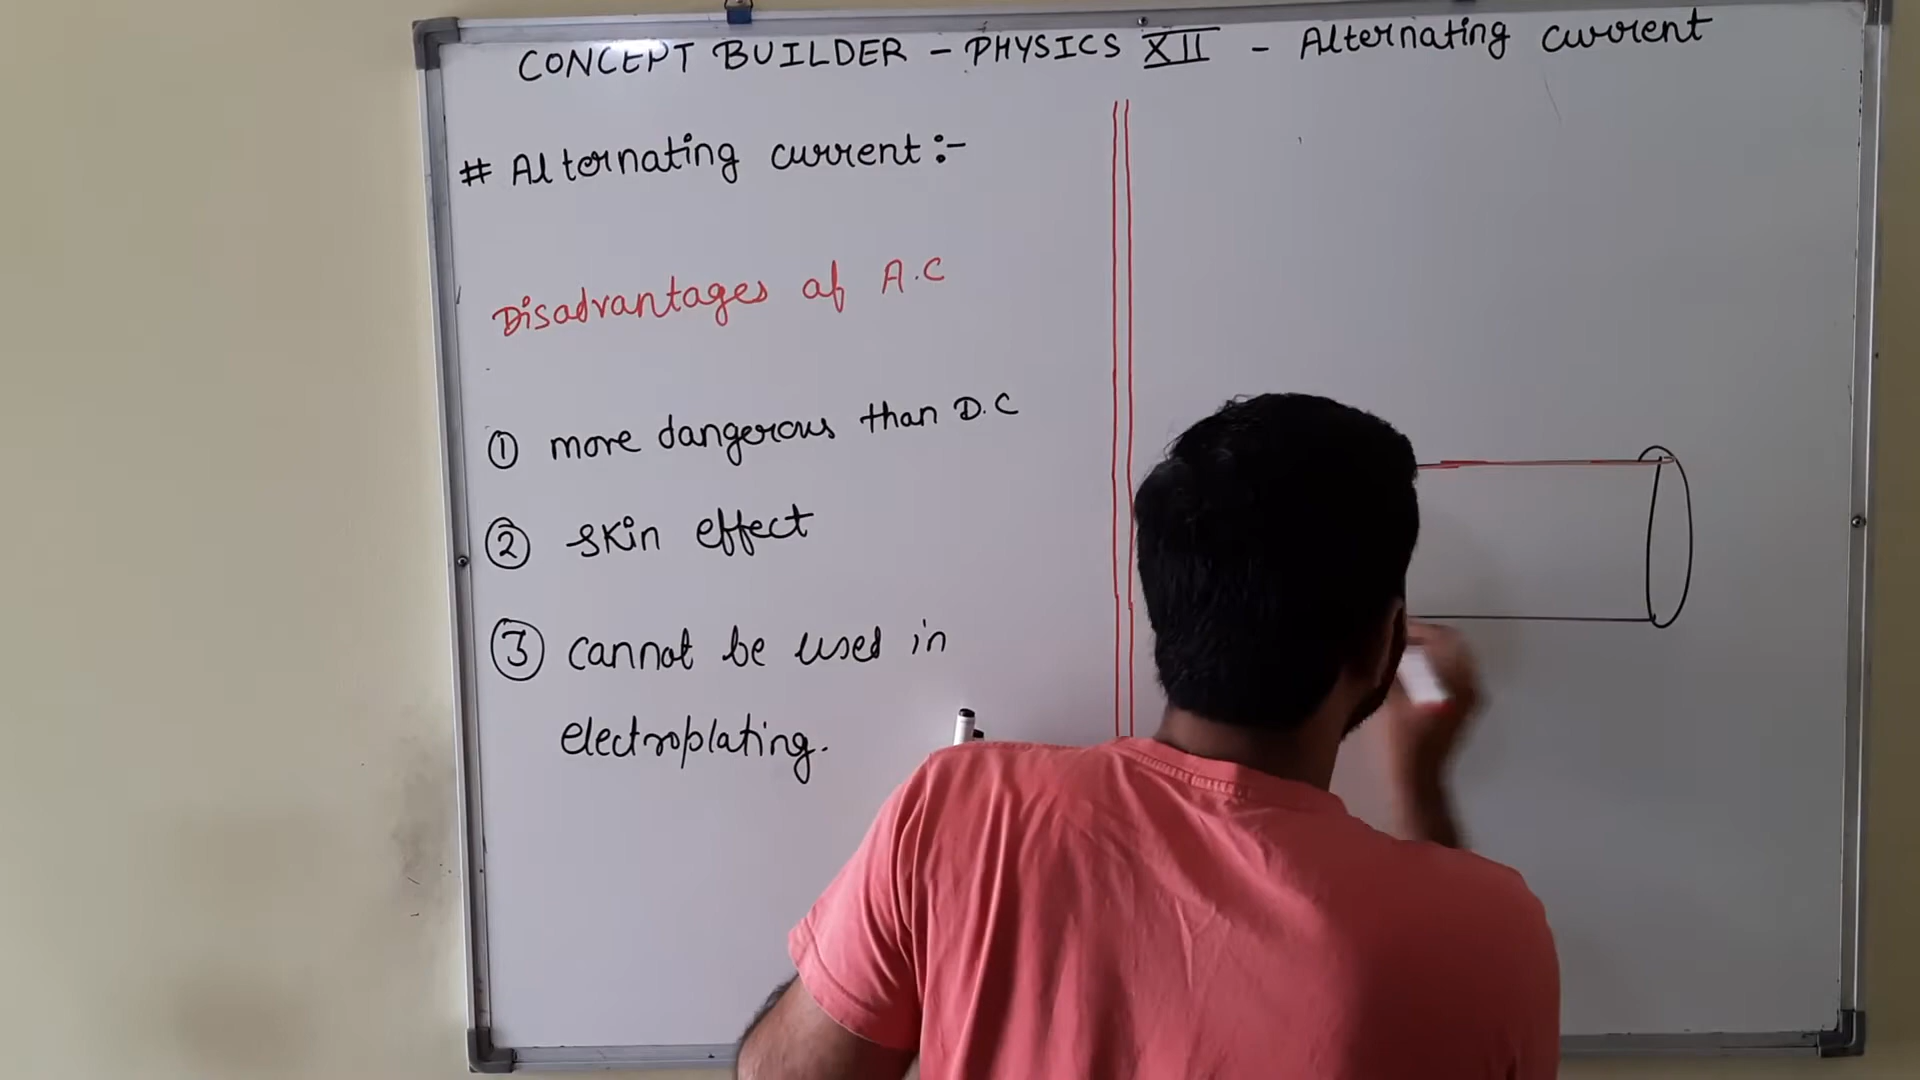 CONCEPT BUILDER - PHYSICS XII - Alternating current
# Alternating current :-
Disadvantages of A.C
① more dangerous than D.C
② skin effect
③ cannot be used in
electroplating.